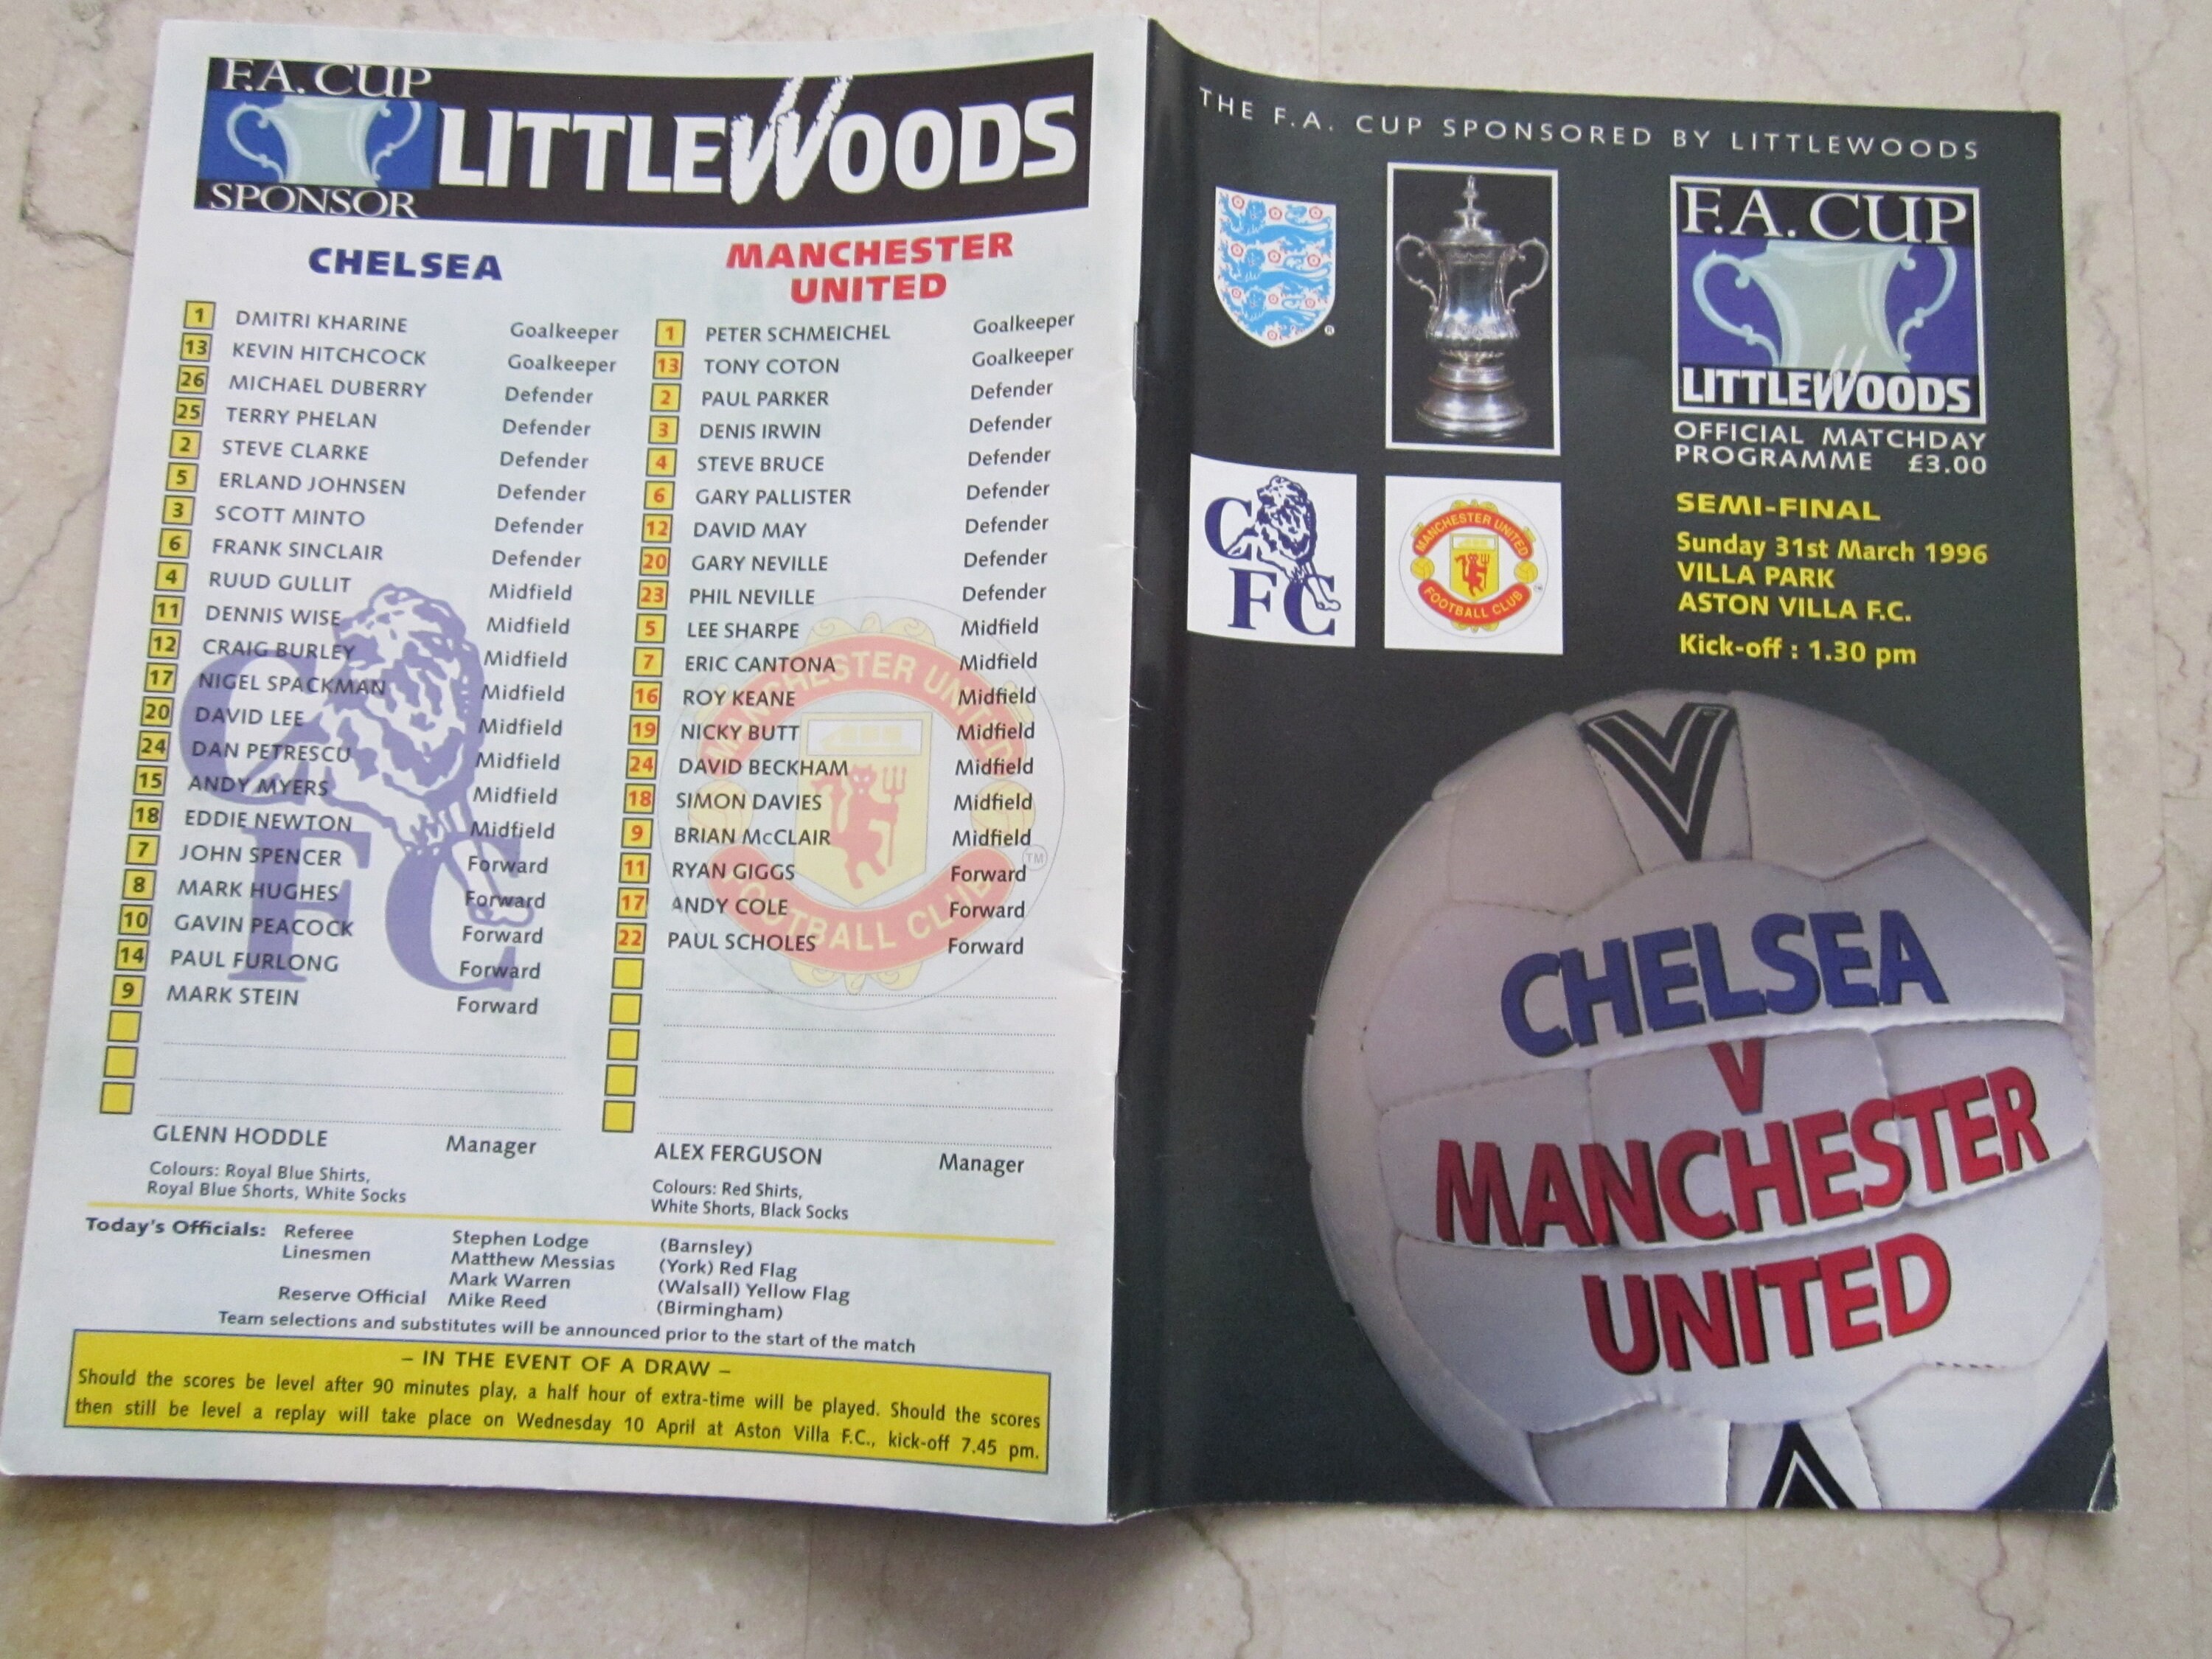 F.A. CUP
SPONSOR
LITTLEWOODS
CHELSEA
1 DMITRI KHARINE Goalkeeper
13 KEVIN HITCHCOCK Goalkeeper
26 MICHAEL DUBERRY Defender
25 TERRY PHELAN Defender
2 STEVE CLARKE Defender
5 ERLAND JOHNSEN Defender
3 SCOTT MINTO Defender
6 FRANK SINCLAIR Defender
4 RUUD GULLIT Midfield
11 DENNIS WISE Midfield
12 CRAIG BURLEY Midfield
17 NIGEL SPACKMAN Midfield
20 DAVID LEE Midfield
24 DAN PETRESCU Midfield
15 ANDY MYERS Midfield
18 EDDIE NEWTON Midfield
7 JOHN SPENCER Forward
8 MARK HUGHES Forward
10 GAVIN PEACOCK Forward
14 PAUL FURLONG Forward
9 MARK STEIN Forward
GLENN HODDLE Manager
Colours: Royal Blue Shirts,
Royal Blue Shorts, White Socks
CFC
MANCHESTER
UNITED
1 PETER SCHMEICHEL Goalkeeper
13 TONY COTON Goalkeeper
2 PAUL PARKER Defender
3 DENIS IRWIN Defender
4 STEVE BRUCE Defender
6 GARY PALLISTER Defender
12 DAVID MAY Defender
20 GARY NEVILLE Defender
23 PHIL NEVILLE Defender
5 LEE SHARPE Midfield
7 ERIC CANTONA Midfield
16 ROY KEANE Midfield
19 NICKY BUTT Midfield
24 DAVID BECKHAM Midfield
18 SIMON DAVIES Midfield
9 BRIAN McCLAIR Midfield
11 RYAN GIGGS Forward
17 ANDY COLE Forward
22 PAUL SCHOLES Forward
ALEX FERGUSON Manager
Colours: Red Shirts,
White Shorts, Black Socks
MANCHESTER UNITED
FOOTBALL CLUB
TM
Today's Officials: Referee Stephen Lodge (Barnsley)
Linesmen Matthew Messias (York) Red Flag
Mark Warren (Walsall) Yellow Flag
Reserve Official Mike Reed (Birmingham)
Team selections and substitutes will be announced prior to the start of the match
– IN THE EVENT OF A DRAW –
Should the scores be level after 90 minutes play, a half hour of extra-time will be played. Should the scores
then still be level a replay will take place on Wednesday 10 April at Aston Villa F.C., kick-off 7.45 pm.
THE F.A. CUP SPONSORED BY LITTLEWOODS
®
F.A. CUP
LITTLEWOODS
OFFICIAL MATCHDAY
PROGRAMME £3.00
CFC
MANCHESTER UNITED
FOOTBALL CLUB
SEMI-FINAL
Sunday 31st March 1996
VILLA PARK
ASTON VILLA F.C.
Kick-off : 1.30 pm
CHELSEA
V
MANCHESTER
UNITED